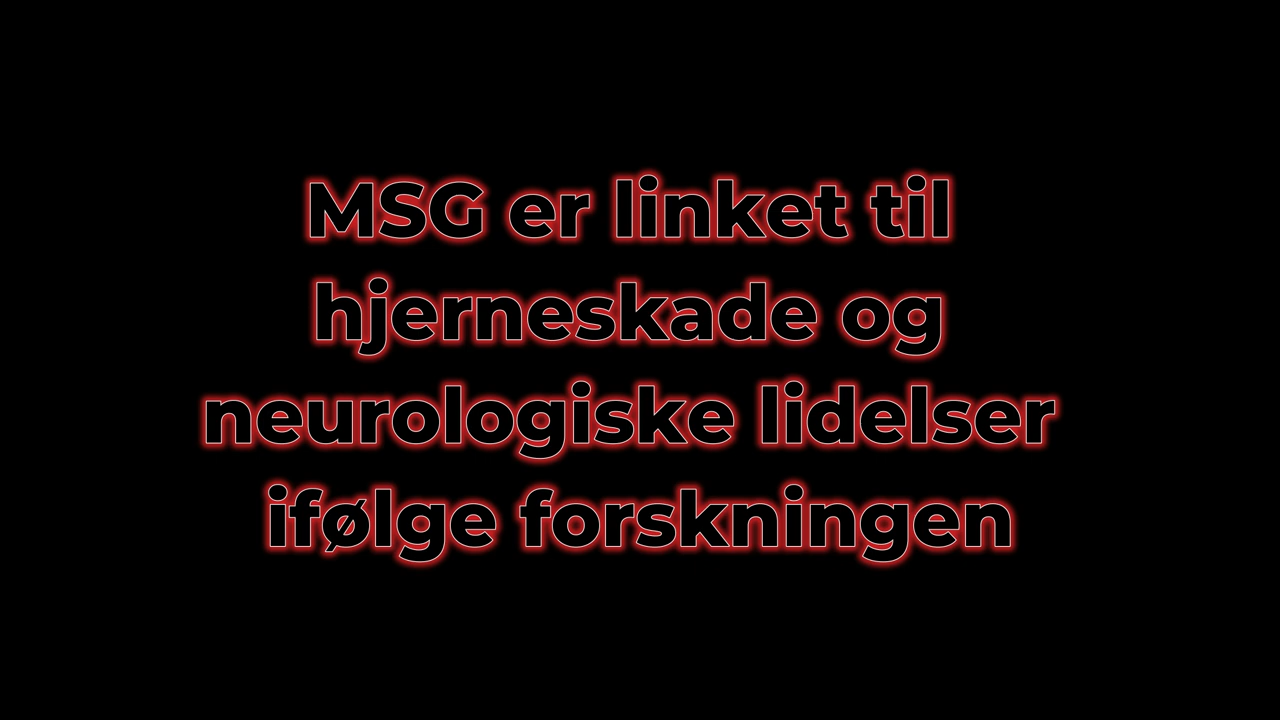 MSG er linket til
hjerneskade og
neurologiske lidelser
ifølge forskningen